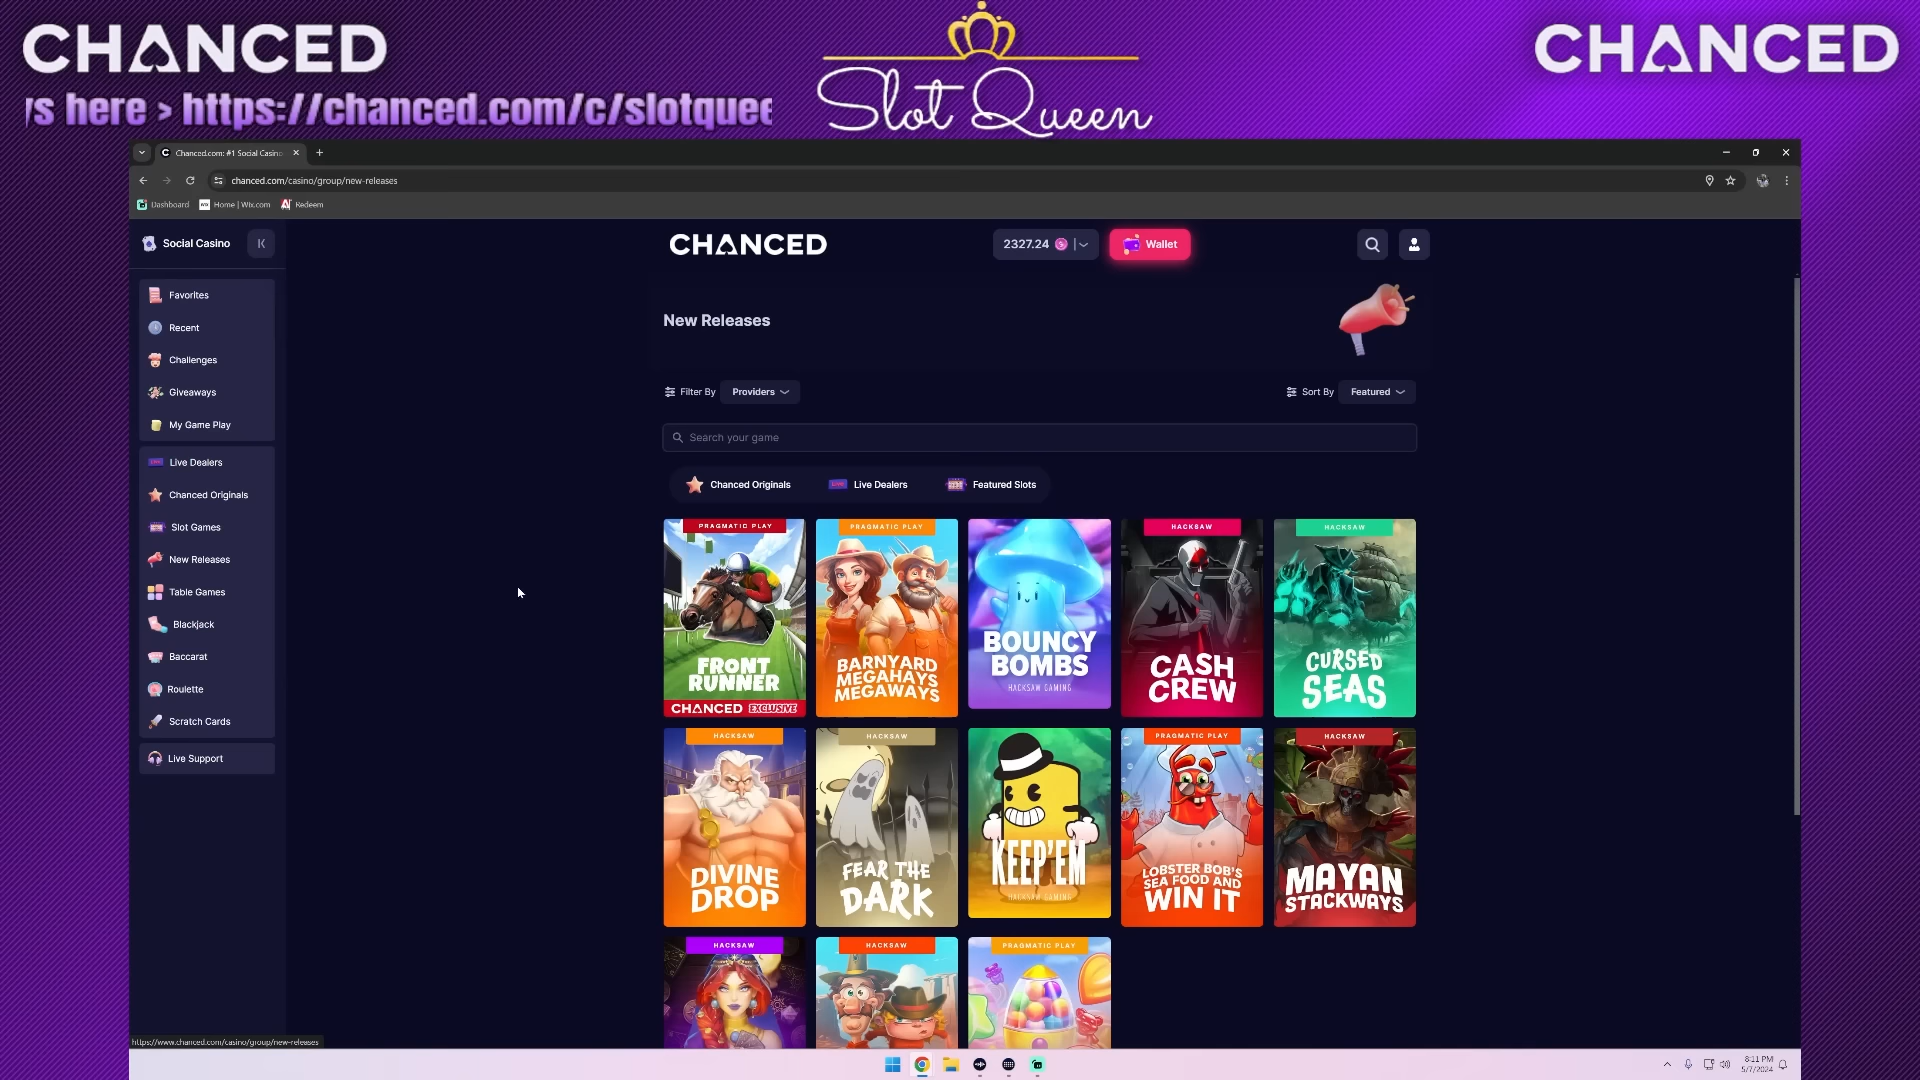 CHANCED
CHANCED
Slot Queen
's here > https://chanced.com/c/slotquee
Chanced.com: #1 Social Casino
chanced.com/casino/group/new-releases
Dashboard
Home | Wix.com
Redeem
Social Casino
CHANCED
2327.24
Wallet
Favorites
Recent
Challenges
Giveaways
My Game Play
Live Dealers
Chanced Originals
Slot Games
New Releases
Table Games
Blackjack
Baccarat
Roulette
Scratch Cards
Live Support
New Releases
Filter By
Providers
Sort By
Featured
Search your game
Chanced Originals
Live Dealers
Featured Slots
PRAGMATIC PLAY
FRONT
RUNNER
CHANCED EXCLUSIVE
PRAGMATIC PLAY
BARNYARD
MEGAHAYS
MEGAWAYS
BOUNCY
BOMBS
HACKSAW GAMING
HACKSAW
CASH
CREW
HACKSAW
CURSED
SEAS
HACKSAW
DIVINE
DROP
HACKSAW
FEAR THE
DARK
KEEP'EM
HACKSAW GAMING
PRAGMATIC PLAY
LOBSTER BOB'S
SEA FOOD AND
WIN IT
HACKSAW
MAYAN
STACKWAYS
HACKSAW
HACKSAW
PRAGMATIC PLAY
https://www.chanced.com/casino/group/new-releases
8:11 PM
5/7/2024